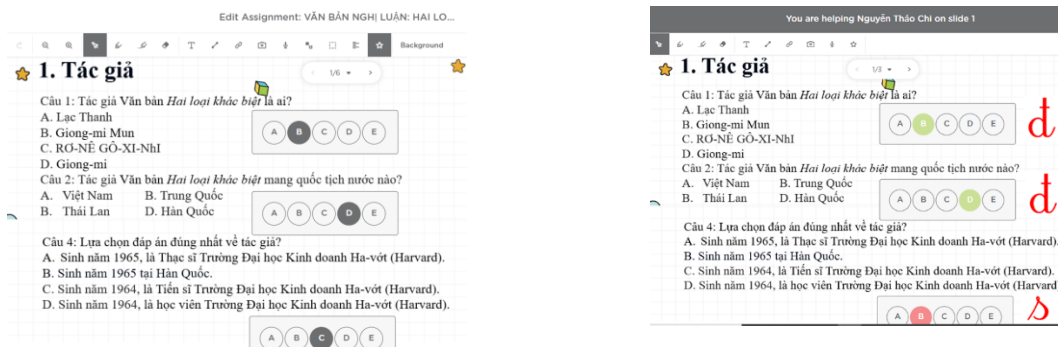 Edit Assignment: VĂN BẢN NGHỊ LUẬN: HAI LO...
Background
1. Tác giả
1/6
Câu 1: Tác giả Văn bản Hai loại khác biệt là ai?
A. Lạc Thanh
B. Giong-mi Mun
C. RƠ-NÊ GÔ-XI-NhI
D. Giong-mi
A B C D E
Câu 2: Tác giả Văn bản Hai loại khác biệt mang quốc tịch nước nào?
A. Việt Nam B. Trung Quốc
B. Thái Lan D. Hàn Quốc
A B C D E
Câu 4: Lựa chọn đáp án đúng nhất về tác giả?
A. Sinh năm 1965, là Thạc sĩ Trường Đại học Kinh doanh Ha-vớt (Harvard).
B. Sinh năm 1965 tại Hàn Quốc.
C. Sinh năm 1964, là Tiến sĩ Trường Đại học Kinh doanh Ha-vớt (Harvard).
D. Sinh năm 1964, là học viên Trường Đại học Kinh doanh Ha-vớt (Harvard).
A B C D E
You are helping Nguyễn Thảo Chi on slide 1
1. Tác giả
1/3
Câu 1: Tác giả Văn bản Hai loại khác biệt là ai?
A. Lạc Thanh
B. Giong-mi Mun
C. RƠ-NÊ GÔ-XI-NhI
D. Giong-mi
A B C D E
đ
Câu 2: Tác giả Văn bản Hai loại khác biệt mang quốc tịch nước nào?
A. Việt Nam B. Trung Quốc
B. Thái Lan D. Hàn Quốc
A B C D E
đ
Câu 4: Lựa chọn đáp án đúng nhất về tác giả?
A. Sinh năm 1965, là Thạc sĩ Trường Đại học Kinh doanh Ha-vớt (Harvard).
B. Sinh năm 1965 tại Hàn Quốc.
C. Sinh năm 1964, là Tiến sĩ Trường Đại học Kinh doanh Ha-vớt (Harvard).
D. Sinh năm 1964, là học viên Trường Đại học Kinh doanh Ha-vớt (Harvard)
A B C D E
s